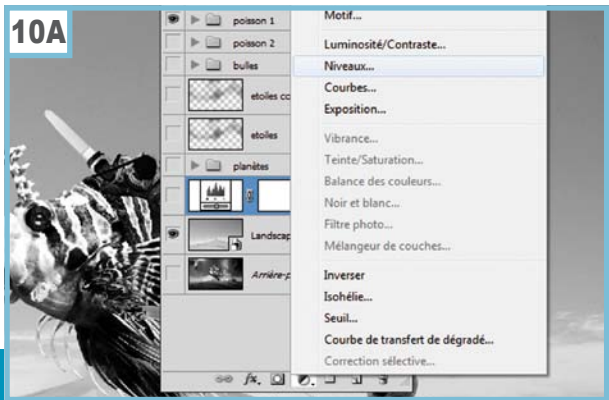 10A
poisson 1
poisson 2
bulles
etoiles
etoiles
planètes
Landscap
Arrière-p
fx.
Motif...
Luminosité/Contraste...
Niveaux...
Courbes...
Exposition...
Vibrance...
Teinte/Saturation...
Balance des couleurs...
Noir et blanc...
Filtre photo...
Mélangeur de couches...
Inverser
Isohélie...
Seuil...
Courbe de transfert de dégradé...
Correction sélective...